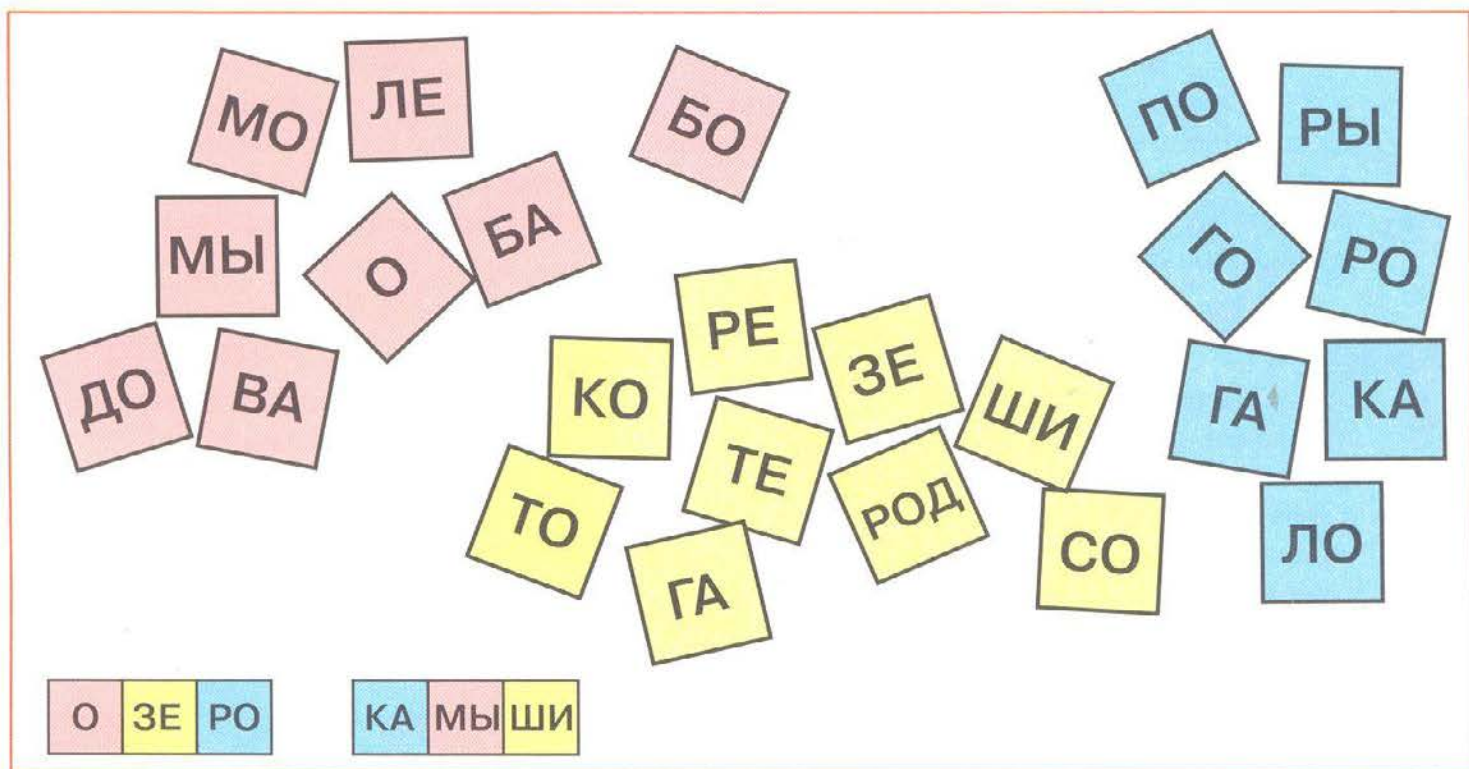 МО
ЛЕ
БО
МЫ
О
БА
ДО
ВА
КО
РЕ
ЗЕ
ШИ
ТО
ТЕ
РОД
СО
ГА
ПО
РЫ
ГО
РО
ГА
КА
ЛО
О ЗЕ РО
КА МЫ ШИ